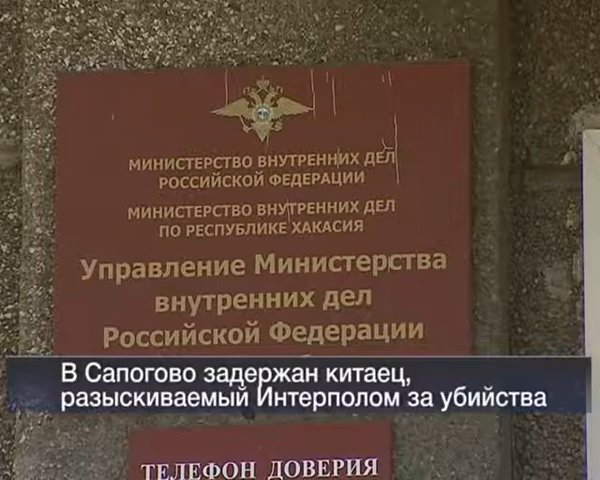 МИНИСТЕРСТВО ВНУТРЕННИХ ДЕЛ
РОССИЙСКОЙ ФЕДЕРАЦИИ
МИНИСТЕРСТВО ВНУТРЕННИХ ДЕЛ
ПО РЕСПУБЛИКЕ ХАКАСИЯ
Управление Министерства
внутренних дел
Российской Федерации
В Сапогово задержан китаец,
разыскиваемый Интерполом за убийства
ТЕЛЕФОН ДОВЕРИЯ